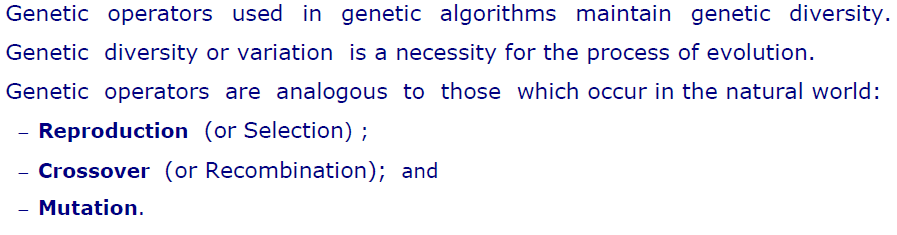 Genetic operators used in genetic algorithms maintain genetic diversity.
Genetic diversity or variation is a necessity for the process of evolution.
Genetic operators are analogous to those which occur in the natural world:
– Reproduction (or Selection) ;
– Crossover (or Recombination); and
– Mutation.